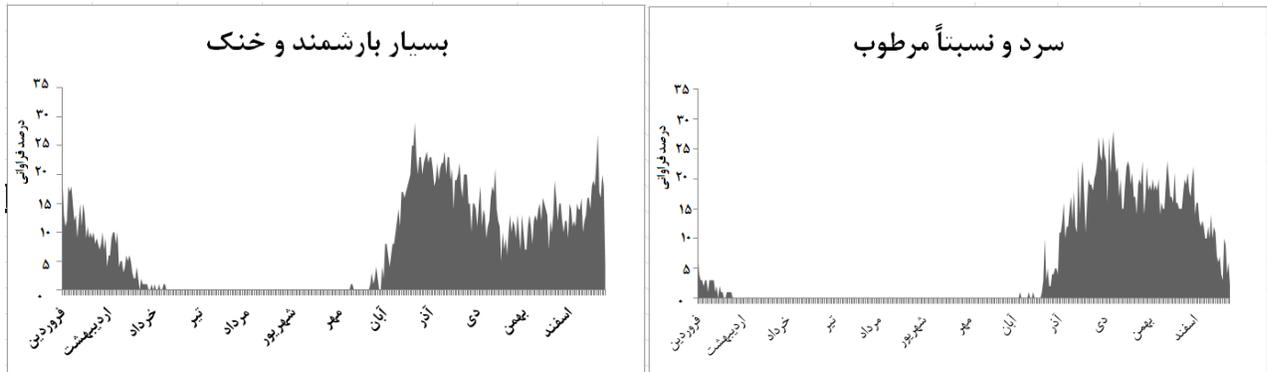 بسیار بارشمند و خنک
درصد فراوانی
۳۵
۳۰
۲۵
۲۰
۱۵
۱۰
۵
۰
فروردین
اردیبهشت
خرداد
تیر
مرداد
شهریور
مهر
آبان
آذر
دی
بهمن
اسفند
سرد و نسبتاً مرطوب
درصد فراوانی
۳۵
۳۰
۲۵
۲۰
۱۵
۱۰
۵
۰
فروردین
اردیبهشت
خرداد
تیر
مرداد
شهریور
مهر
آبان
آذر
دی
بهمن
اسفند